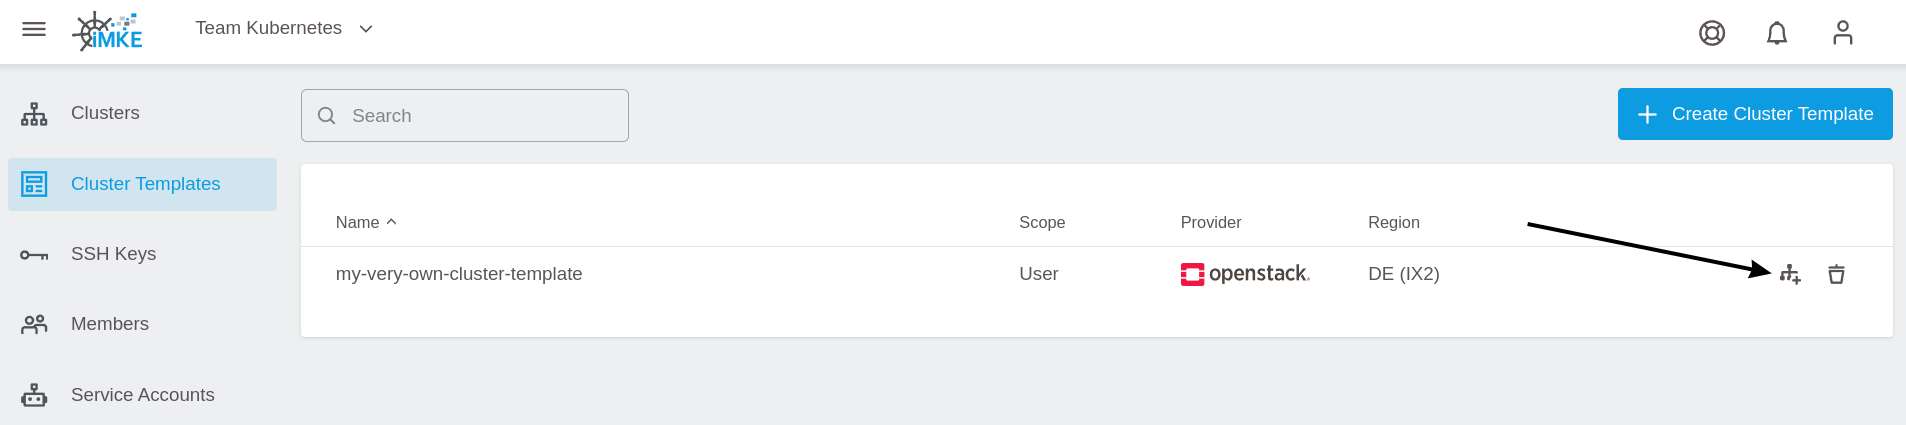 iMKE
Team Kubernetes
Clusters
Search
Create Cluster Template
Cluster Templates
Name
Scope
Provider
Region
SSH Keys
my-very-own-cluster-template
User
openstack.
DE (IX2)
Members
Service Accounts